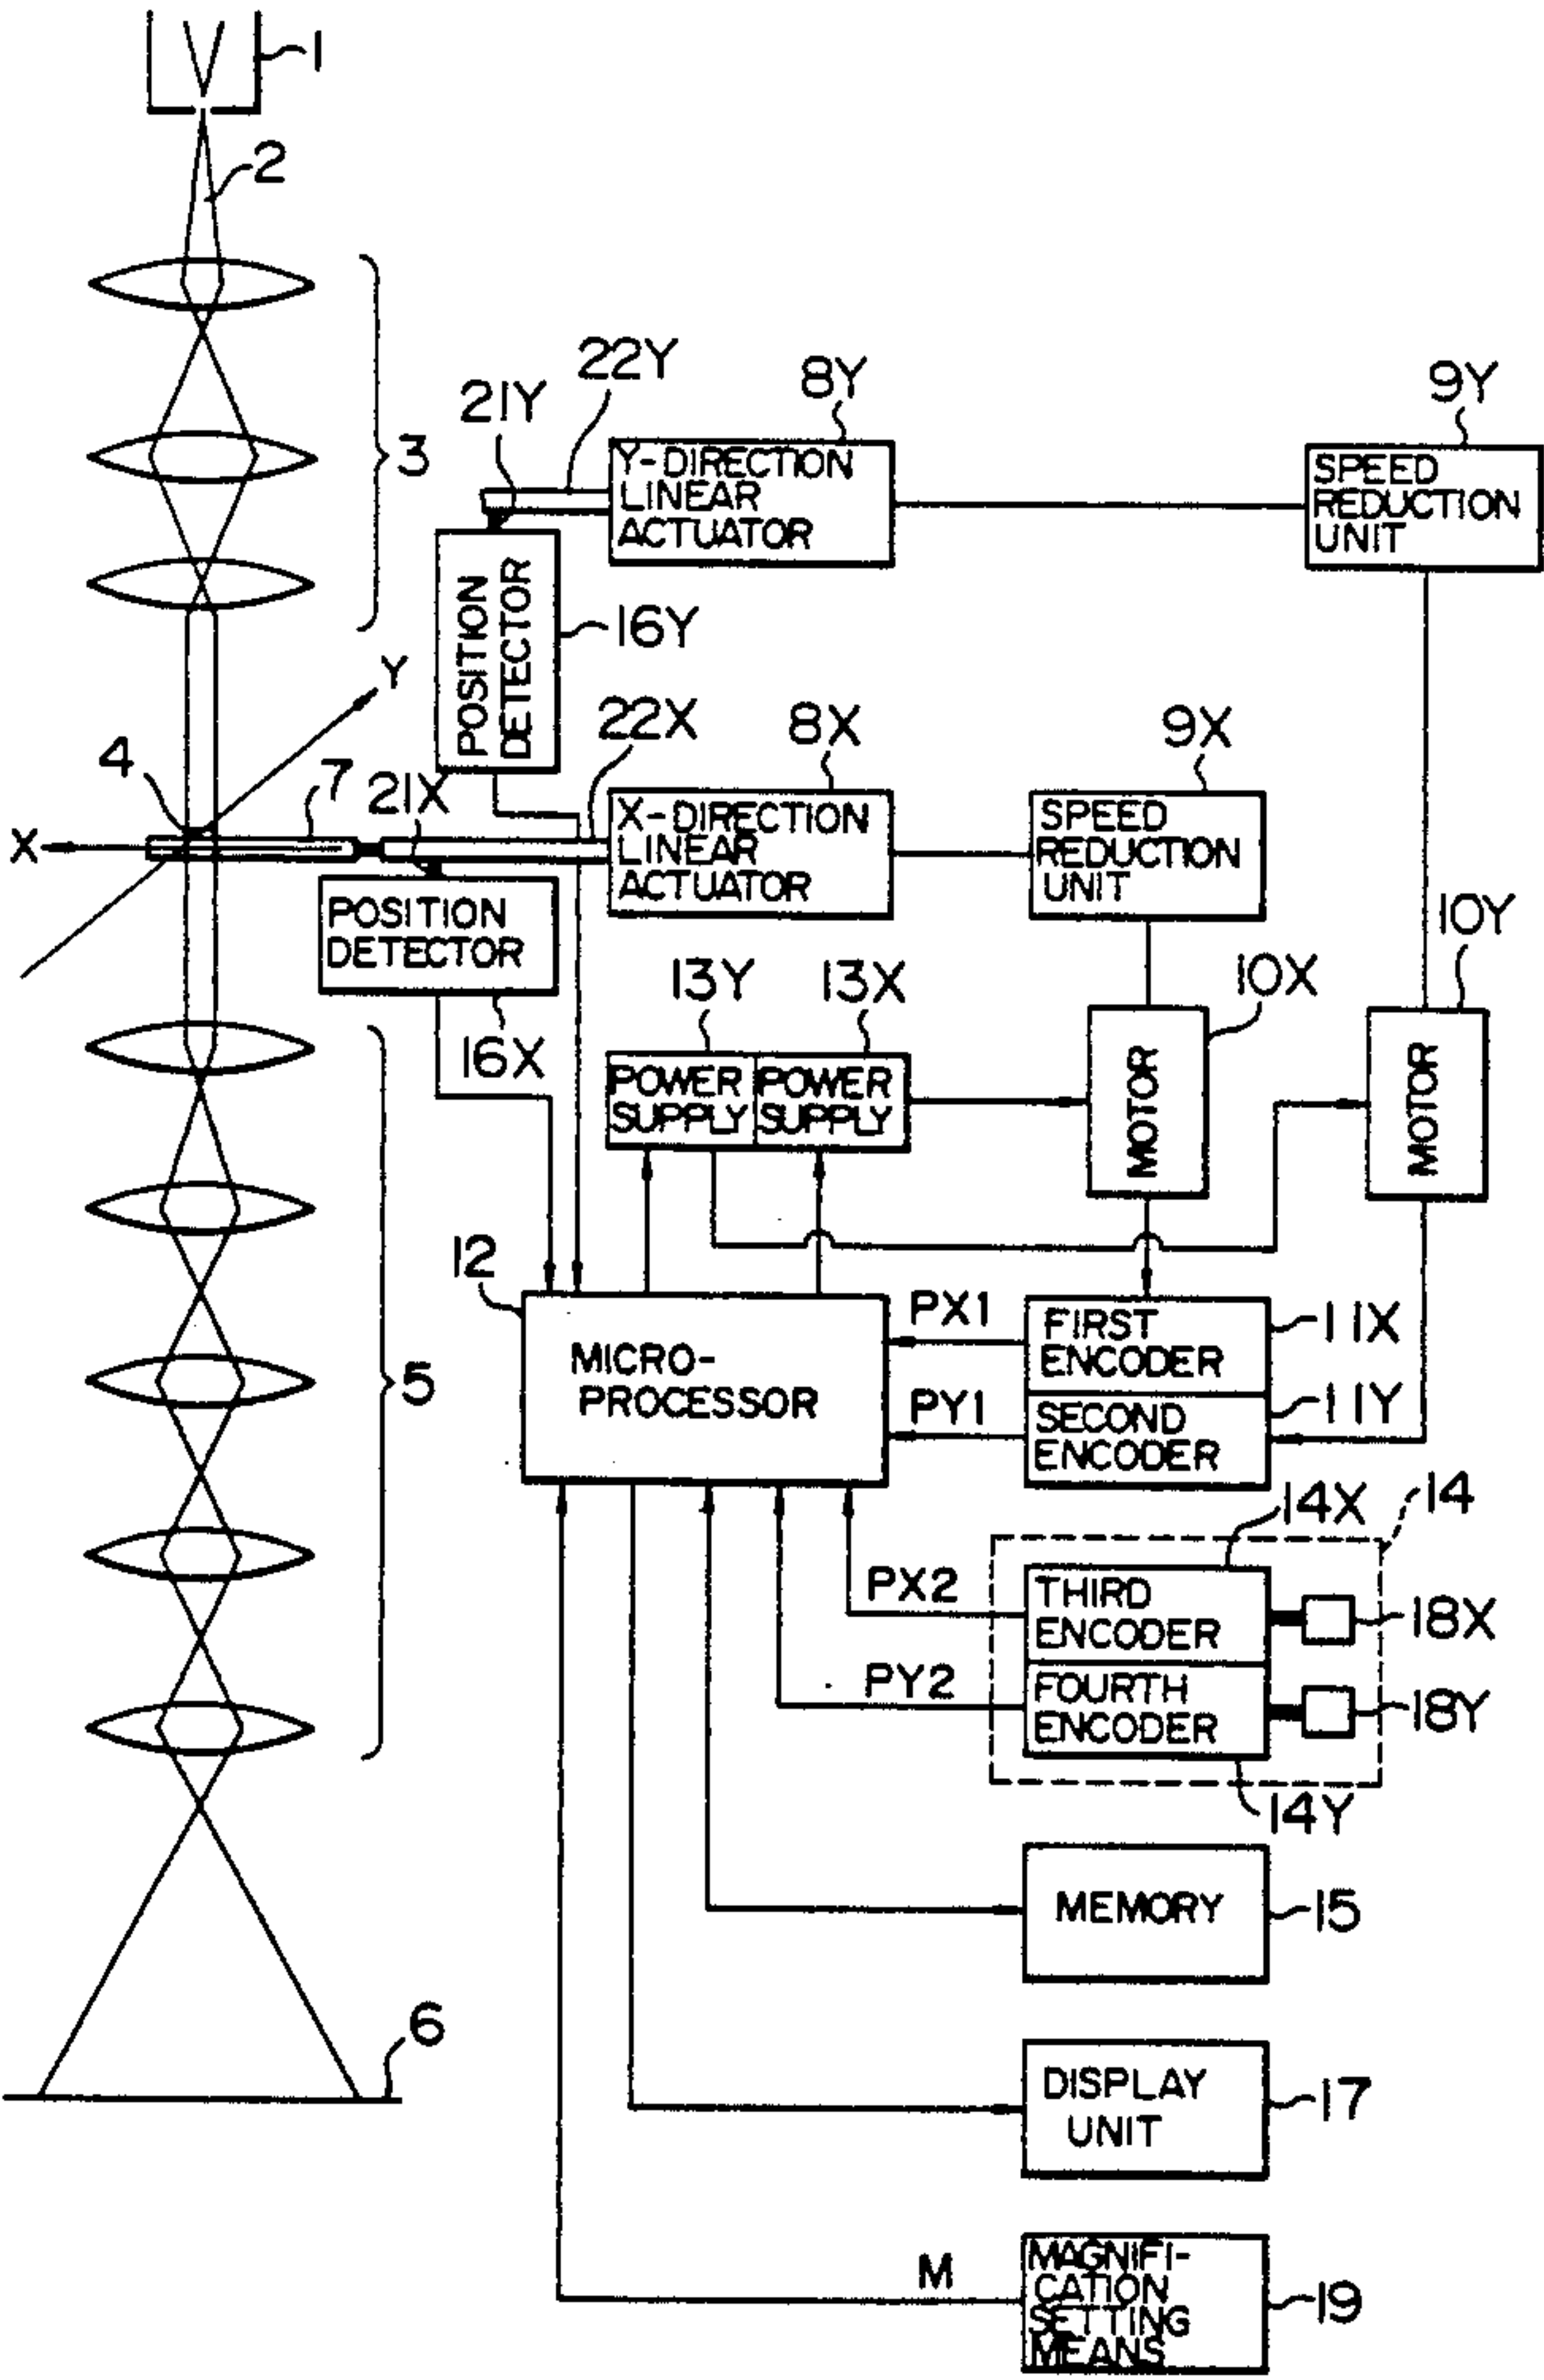 1
2
3
22Y
8Y
9Y
21Y
Y-DIRECTION
LINEAR
ACTUATOR
SPEED
REDUCTION
UNIT
POSITION
DETECTOR
16Y
Y
4
7
21X
22X
8X
9X
X
X-DIRECTION
LINEAR
ACTUATOR
SPEED
REDUCTION
UNIT
POSITION
DETECTOR
16X
13Y
13X
10X
10Y
POWER
SUPPLY
POWER
SUPPLY
MOTOR
MOTOR
12
MICRO-
PROCESSOR
PX1
FIRST
ENCODER
11X
5
PY1
SECOND
ENCODER
11Y
14X
14
PX2
THIRD
ENCODER
18X
PY2
FOURTH
ENCODER
18Y
14Y
MEMORY
15
6
DISPLAY
UNIT
17
M
MAGNIFI-
CATION
SETTING
MEANS
19